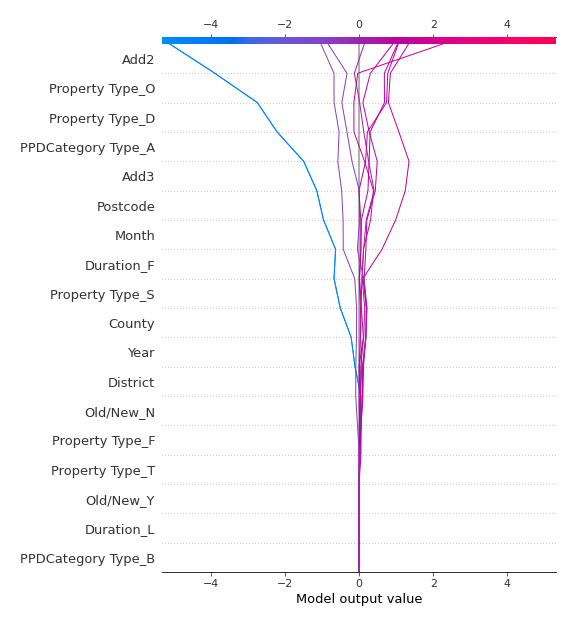 −4 −2 0 2 4
Add2
Property Type_O
Property Type_D
PPDCategory Type_A
Add3
Postcode
Month
Duration_F
Property Type_S
County
Year
District
Old/New_N
Property Type_F
Property Type_T
Old/New_Y
Duration_L
PPDCategory Type_B
−4 −2 0 2 4
Model output value